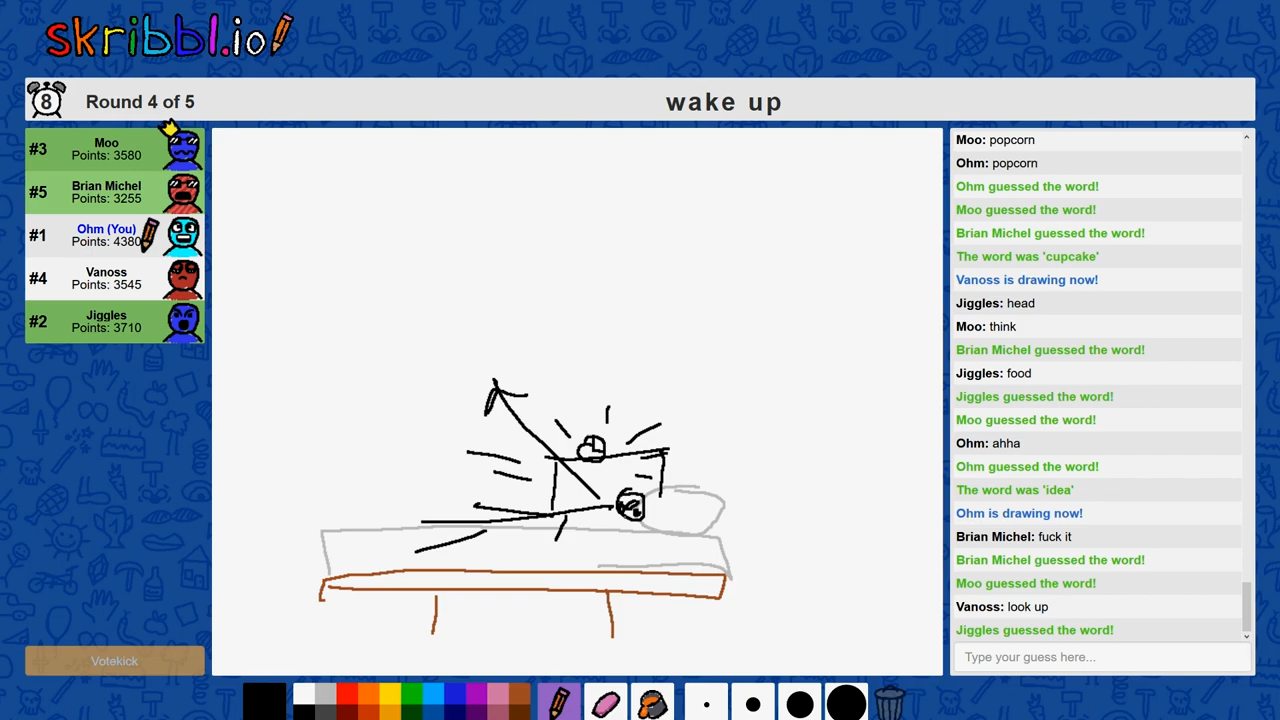 skribbl.io
8
Round 4 of 5
wake up
#3
Moo
Points: 3580
#5
Brian Michel
Points: 3255
#1
Ohm (You)
Points: 4380
#4
Vanoss
Points: 3545
#2
Jiggles
Points: 3710
Votekick
Moo: popcorn
Ohm: popcorn
Ohm guessed the word!
Moo guessed the word!
Brian Michel guessed the word!
The word was 'cupcake'
Vanoss is drawing now!
Jiggles: head
Moo: think
Brian Michel guessed the word!
Jiggles: food
Jiggles guessed the word!
Moo guessed the word!
Ohm: ahha
Ohm guessed the word!
The word was 'idea'
Ohm is drawing now!
Brian Michel: fuck it
Brian Michel guessed the word!
Moo guessed the word!
Vanoss: look up
Jiggles guessed the word!
Type your guess here...